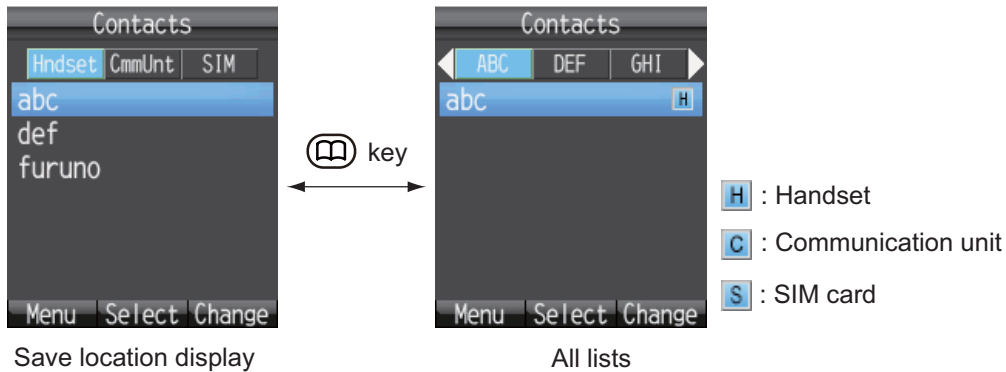 Contacts
Hndset CmmUnt SIM
abc
def
furuno
Menu Select Change
Save location display
key
Contacts
ABC DEF GHI
abc H
Menu Select Change
All lists
H : Handset
C : Communication unit
S : SIM card